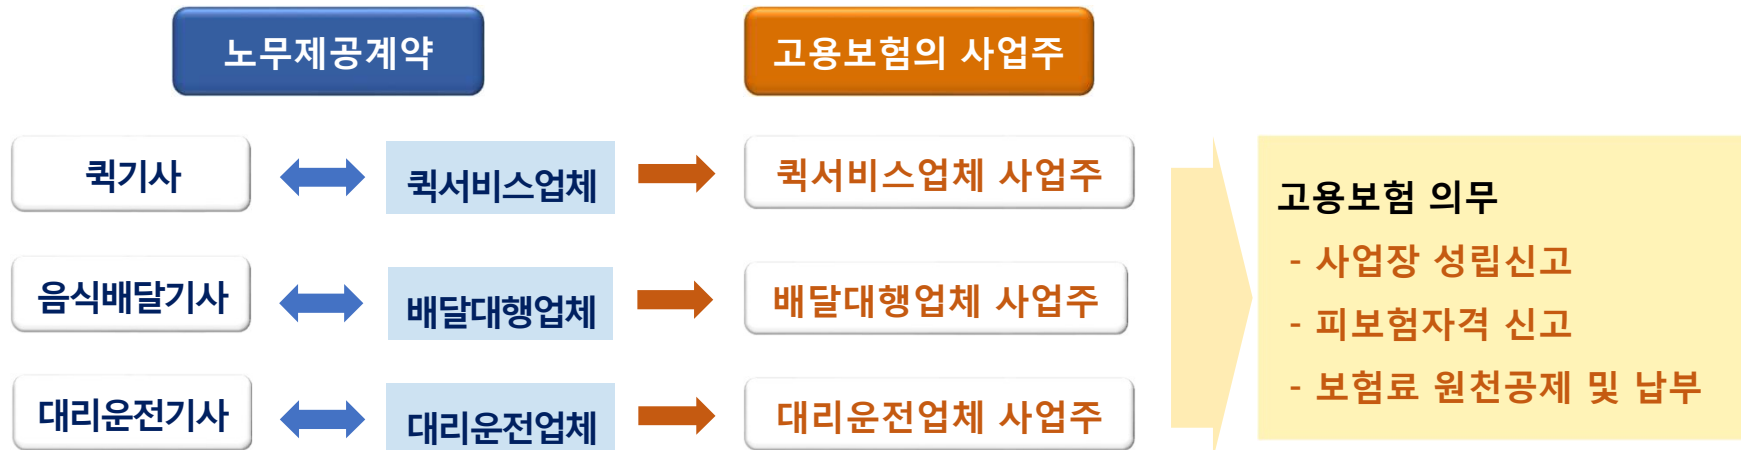 노무제공계약
고용보험의 사업주
퀵기사
퀵서비스업체
퀵서비스업체 사업주
음식배달기사
배달대행업체
배달대행업체 사업주
대리운전기사
대리운전업체
대리운전업체 사업주
고용보험 의무
- 사업장 성립신고
- 피보험자격 신고
- 보험료 원천공제 및 납부